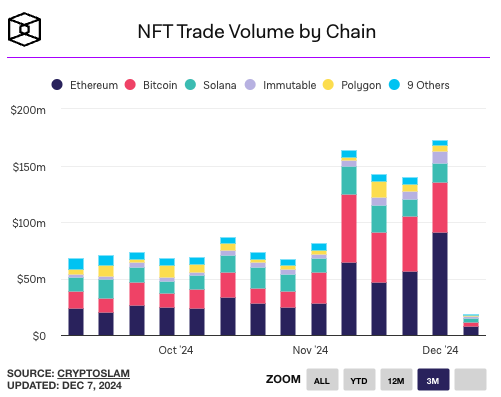 NFT Trade Volume by Chain
Ethereum Bitcoin Solana Immutable Polygon 9 Others
$200m
$150m
$100m
$50m
$0
Oct '24 Nov '24 Dec '24
SOURCE: CRYPTOSLAM
UPDATED: DEC 7, 2024
ZOOM ALL YTD 12M 3M